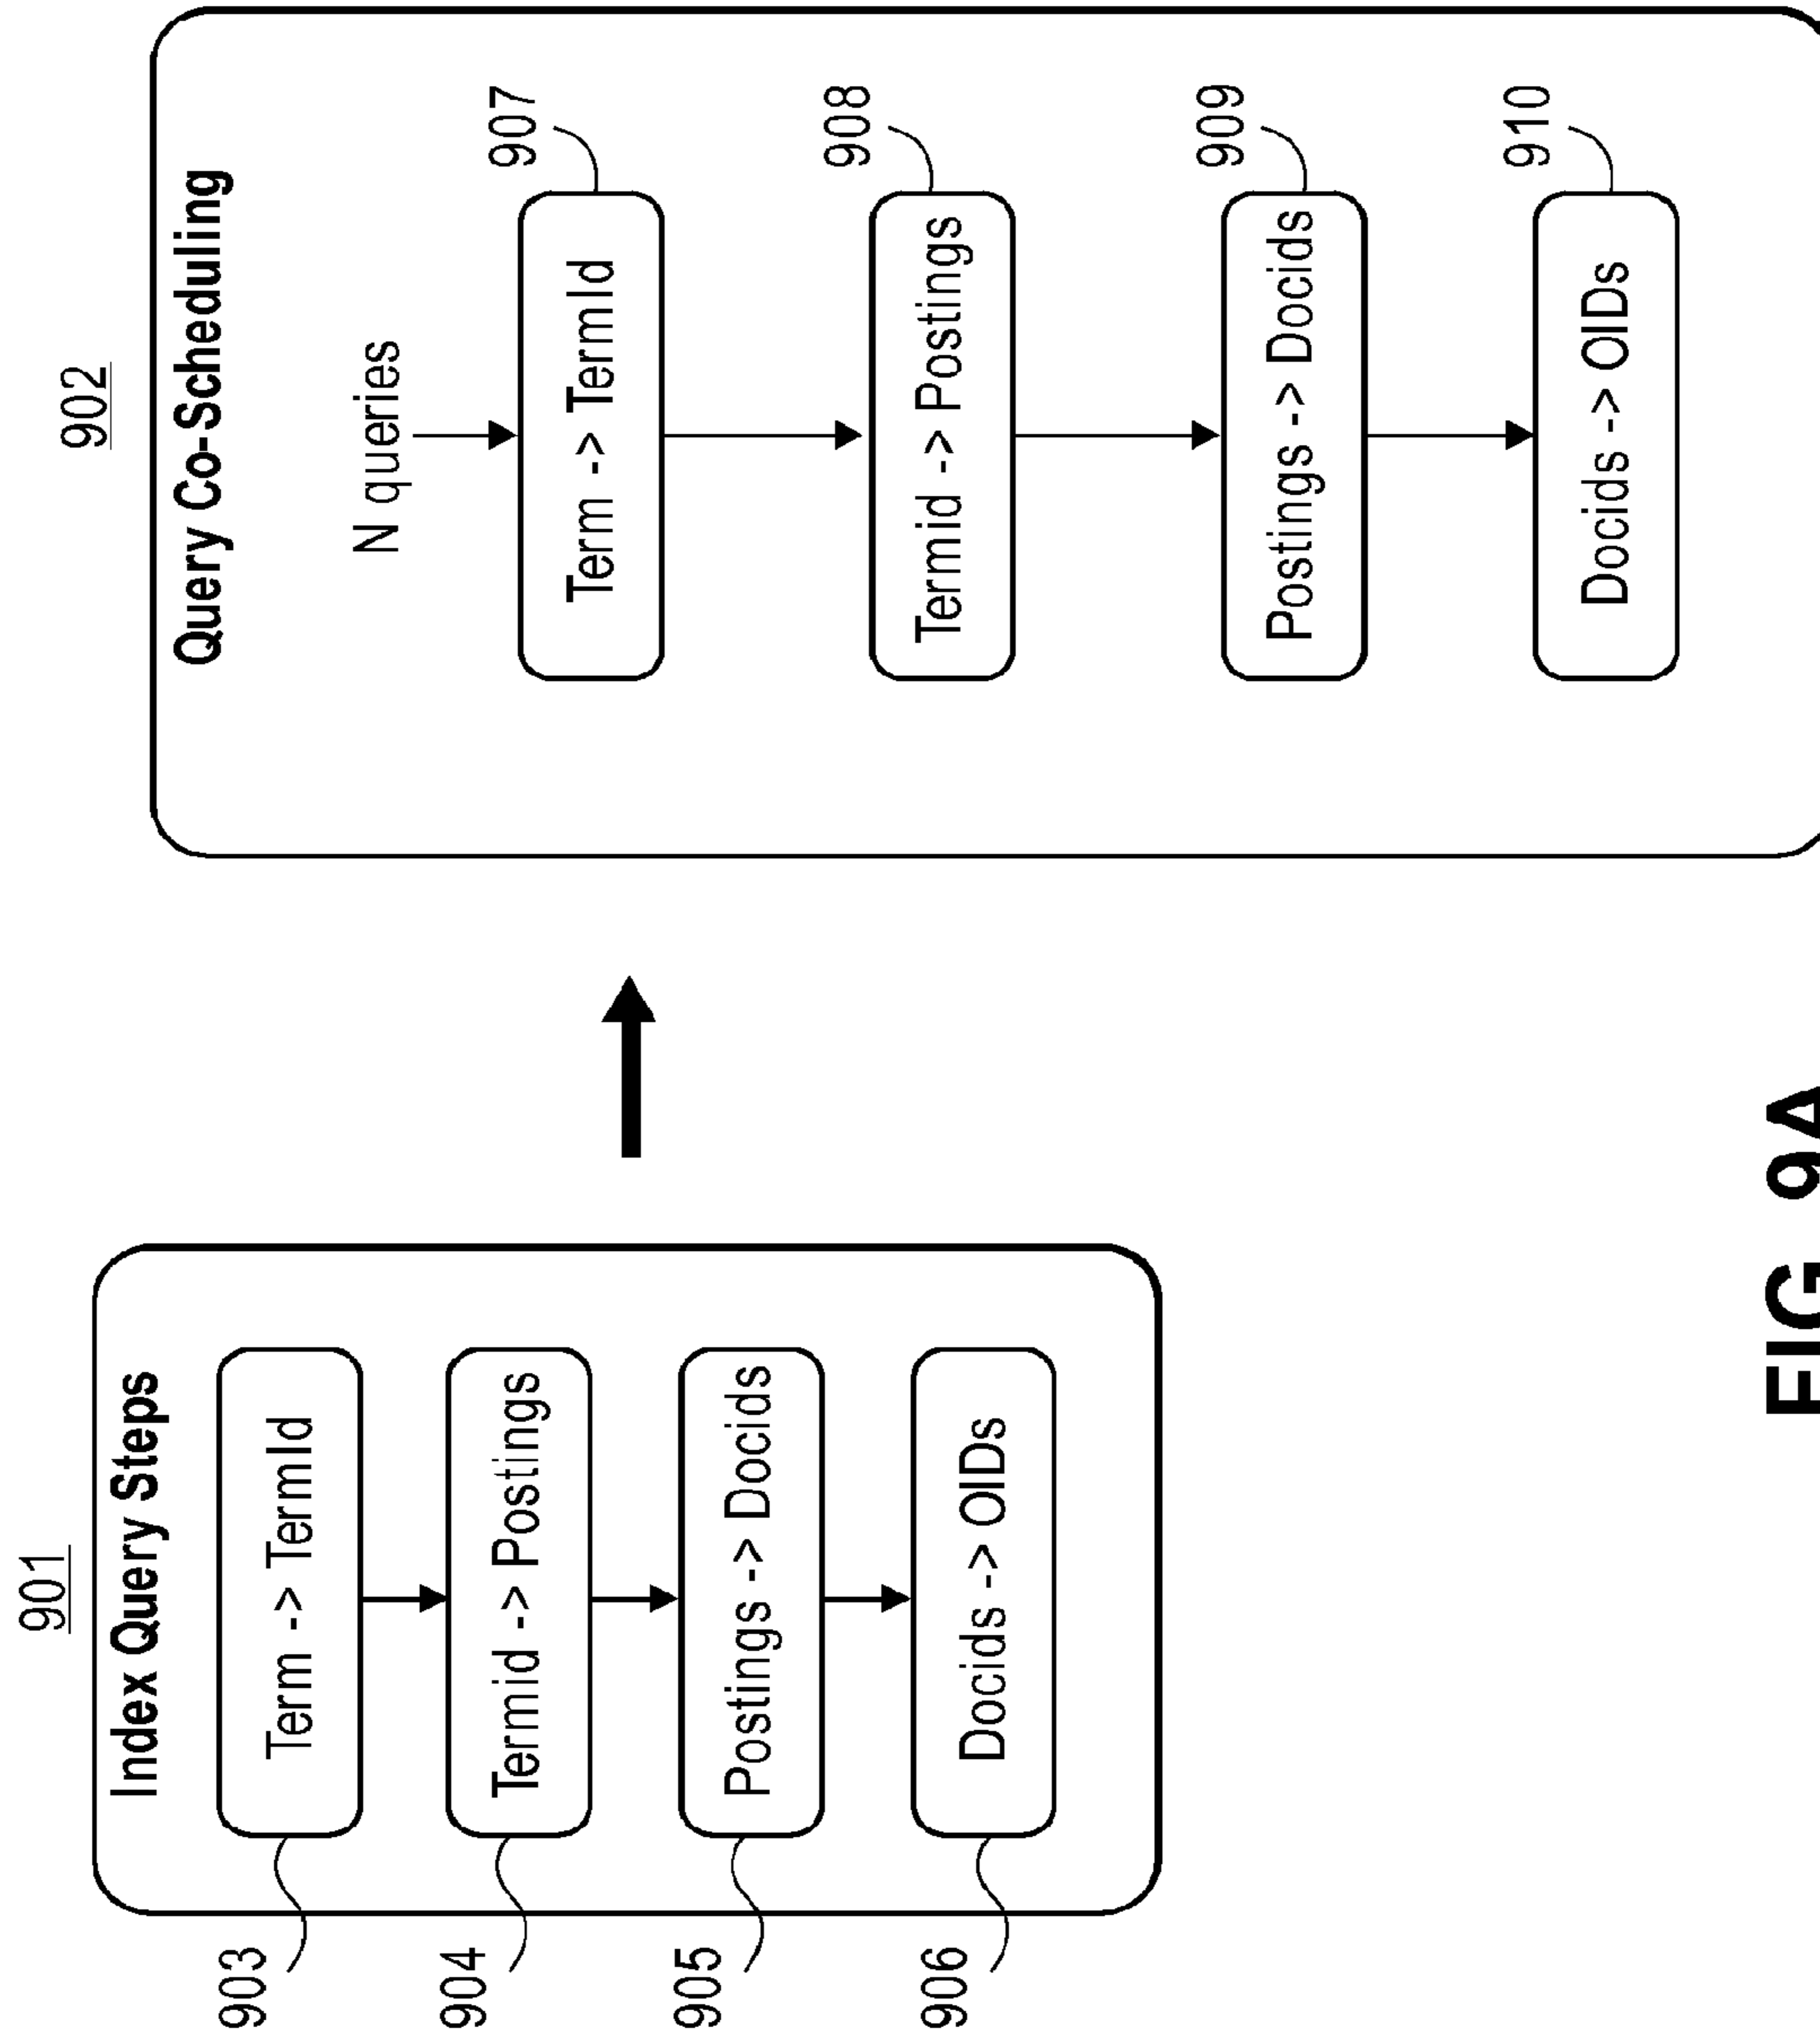 901
Index Query Steps
903
Term -> TermId
904
Termid -> Postings
905
Postings -> Docids
906
Docids -> OIDs
902
Query Co-Scheduling
N queries
907
Term -> TermId
908
Termid -> Postings
909
Postings -> Docids
910
Docids -> OIDs
FIG 9A